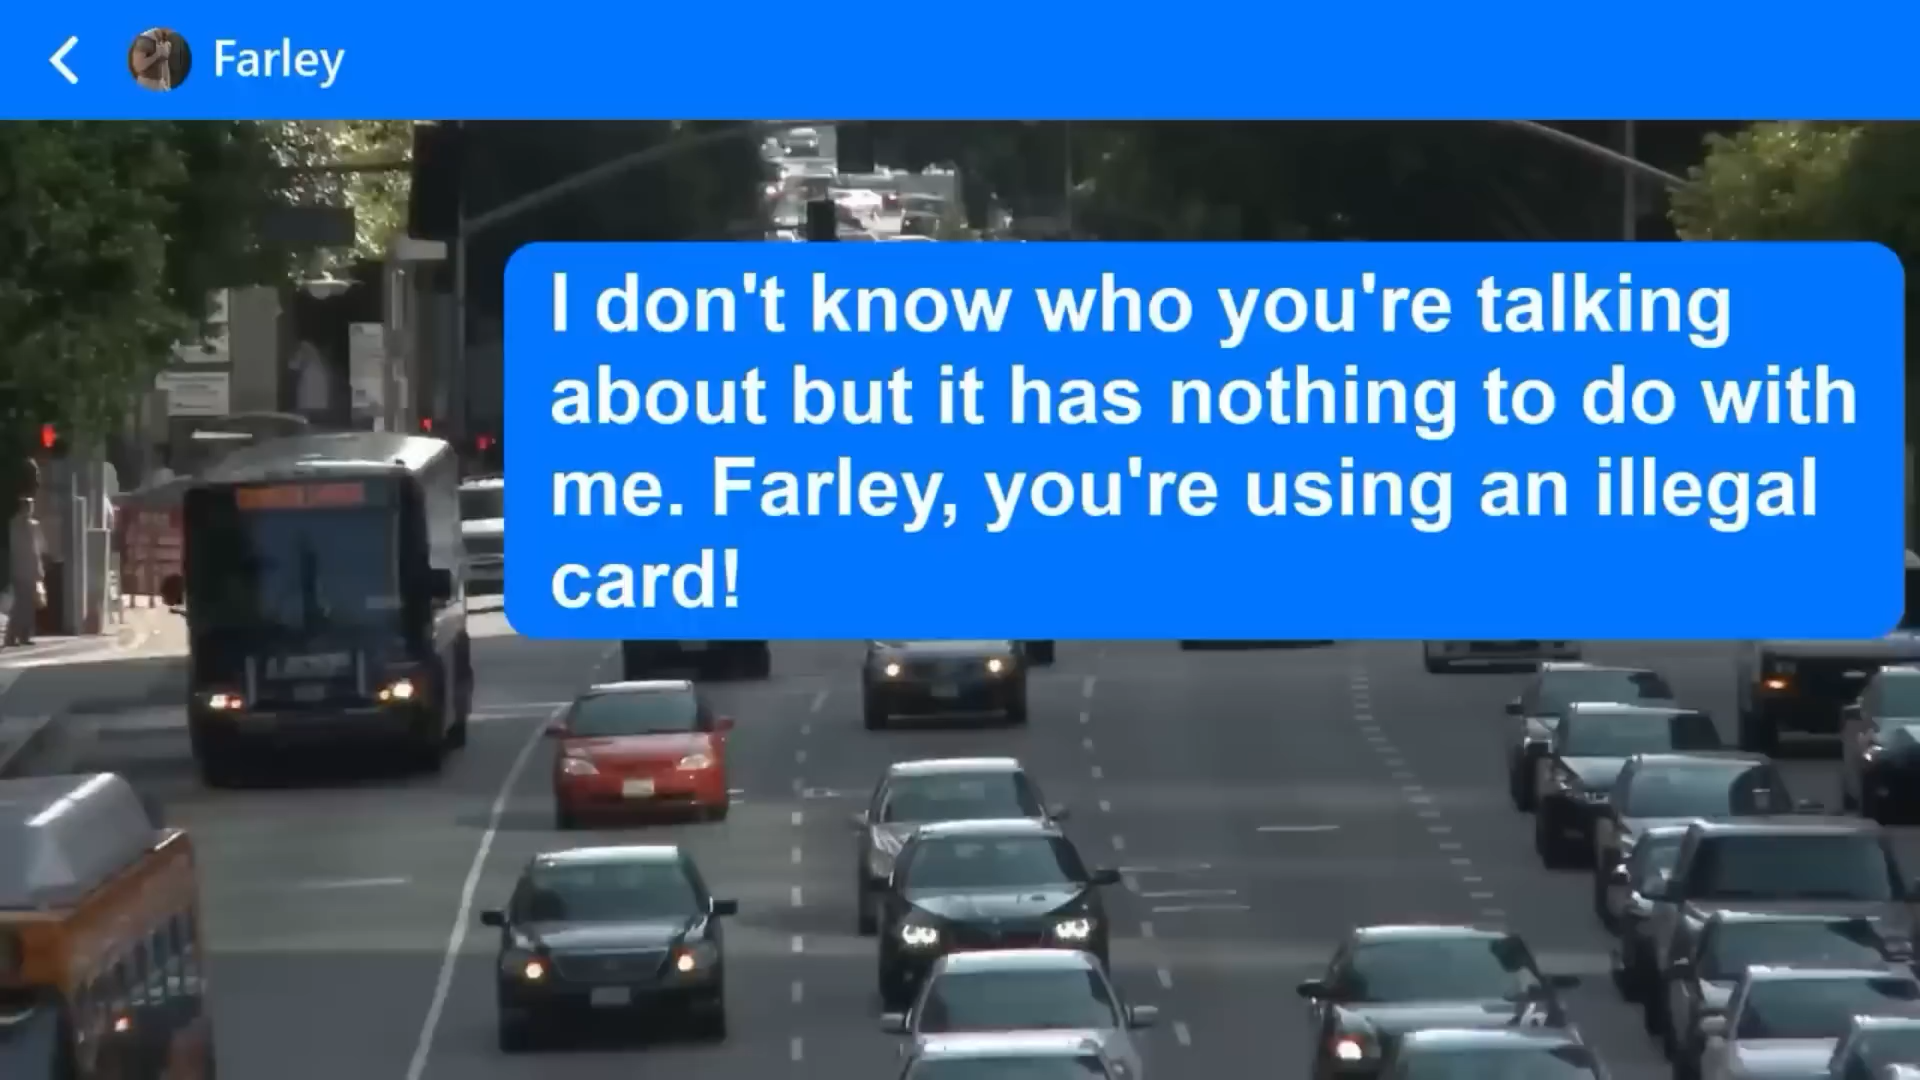 Farley
I don't know who you're talking
about but it has nothing to do with
me. Farley, you're using an illegal
card!